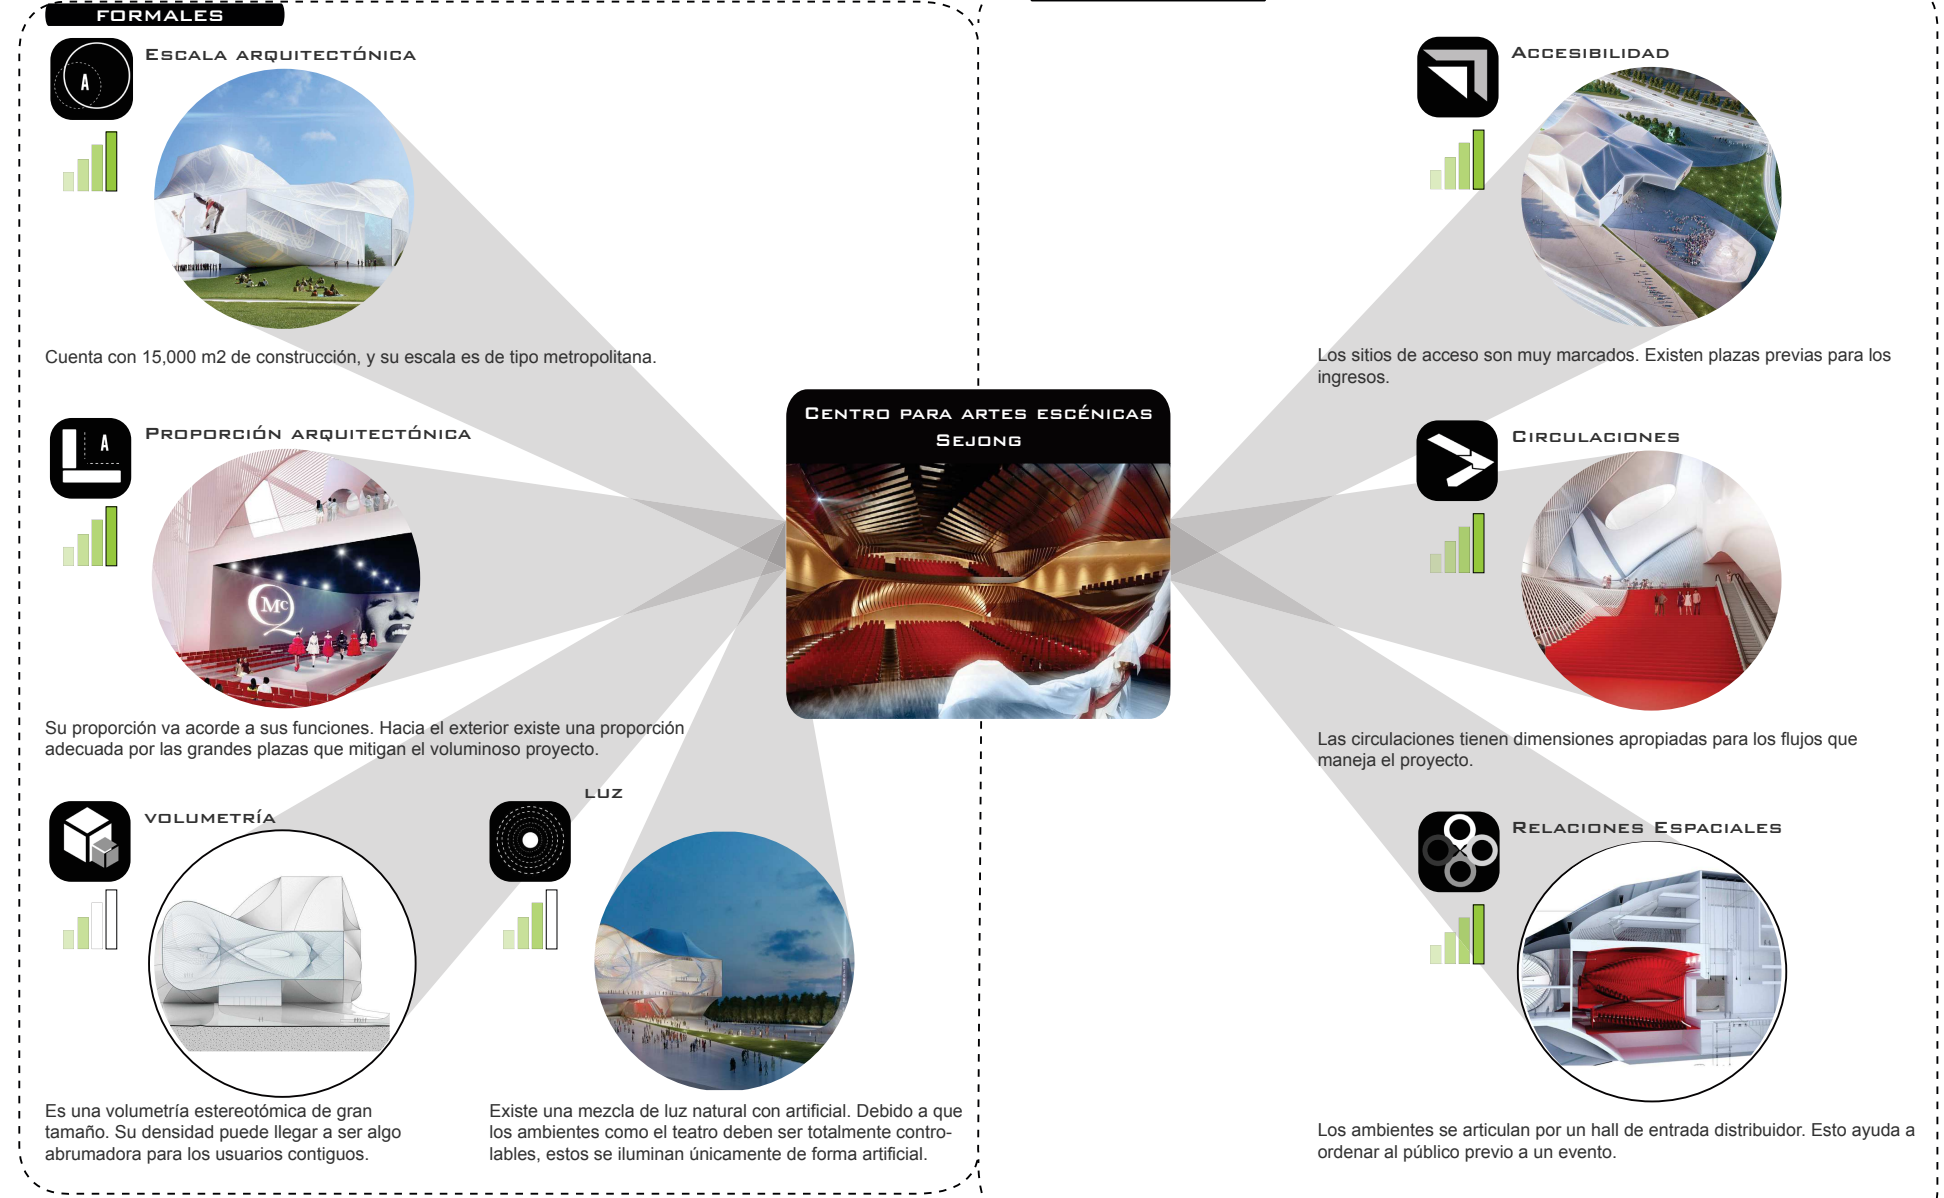 FORMALES
ESCALA ARQUITECTÓNICA
A
Cuenta con 15,000 m2 de construcción, y su escala es de tipo metropolitana.
PROPORCIÓN ARQUITECTÓNICA
A
Q
Mc
Su proporción va acorde a sus funciones. Hacia el exterior existe una proporción
adecuada por las grandes plazas que mitigan el voluminoso proyecto.
VOLUMETRÍA
Es una volumetría estereotómica de gran
tamaño. Su densidad puede llegar a ser algo
abrumadora para los usuarios contiguos.
LUZ
Existe una mezcla de luz natural con artificial. Debido a que
los ambientes como el teatro deben ser totalmente contro-
lables, estos se iluminan únicamente de forma artificial.
CENTRO PARA ARTES ESCÉNICAS
SEJONG
ACCESIBILIDAD
Los sitios de acceso son muy marcados. Existen plazas previas para los
ingresos.
CIRCULACIONES
Las circulaciones tienen dimensiones apropiadas para los flujos que
maneja el proyecto.
RELACIONES ESPACIALES
Los ambientes se articulan por un hall de entrada distribuidor. Esto ayuda a
ordenar al público previo a un evento.